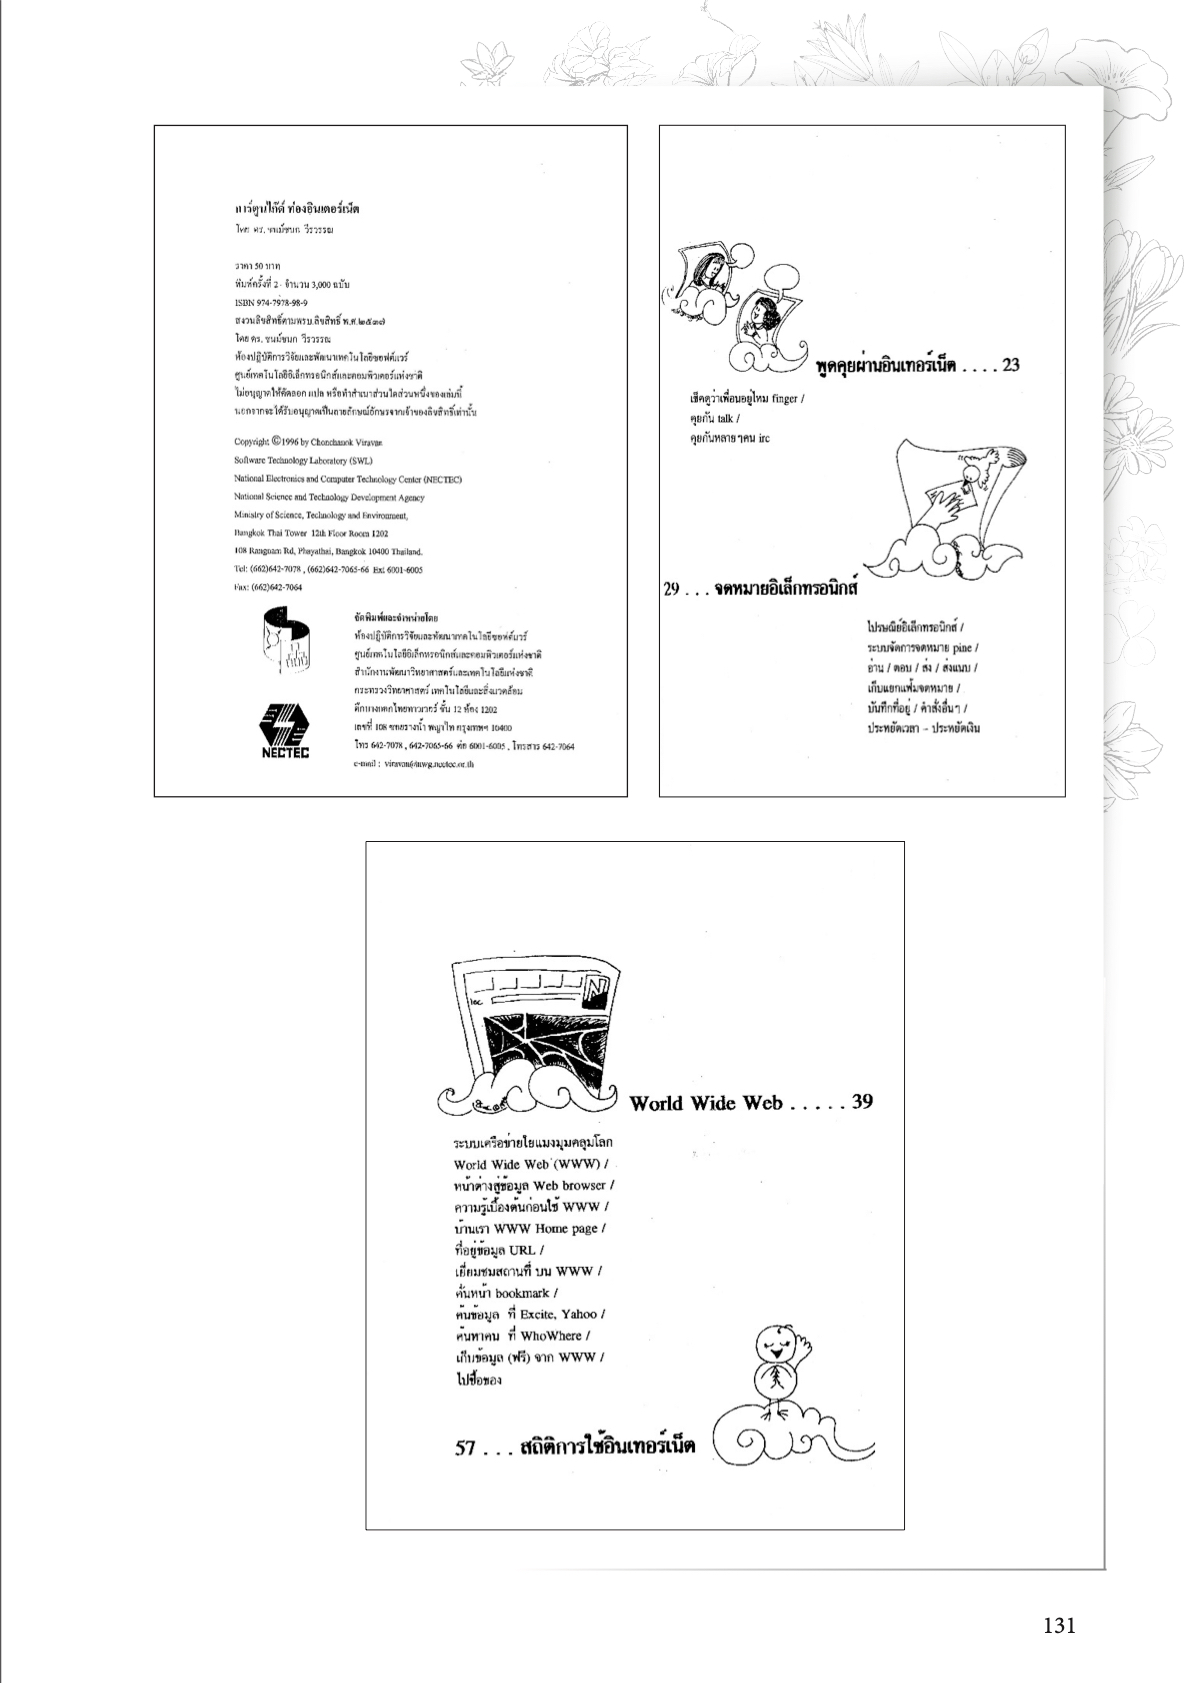 การ์ตูนไกด์ ท่องอินเตอร์เน็ต
โดย ดร. ชนม์ชนก วีรวรรณ
ราคา 50 บาท
พิมพ์ครั้งที่ 2 - จำนวน 3,000 ฉบับ
ISBN 974-7978-98-9
สงวนลิขสิทธิ์ตามพรบ.ลิขสิทธิ์ พ.ศ.๒๕๓๗
โดย ดร. ชนม์ชนก วีรวรรณ
ห้องปฏิบัติการวิจัยและพัฒนาเทคโนโลยีซอฟต์แวร์
ศูนย์เทคโนโลยีอิเล็กทรอนิกส์และคอมพิวเตอร์แห่งชาติ
ไม่อนุญาตให้คัดลอก แปล หรือทำสำเนาส่วนใดส่วนหนึ่งของเล่มนี้
นอกจากจะได้รับอนุญาตเป็นลายลักษณ์อักษรจากเจ้าของลิขสิทธิ์เท่านั้น
Copyright ©1996 by Chonchanok Viravan
Software Technology Laboratory (SWL)
National Electronics and Computer Technology Center (NECTEC)
National Science and Technology Development Agency
Ministry of Science, Technology and Environment,
Bangkok Thai Tower 12th Floor Room 1202
108 Rangnam Rd, Phayathai, Bangkok 10400 Thailand.
Tel: (662)642-7078 , (662)642-7065-66 Ext 6001-6005
Fax: (662)642-7064
จัดพิมพ์และจำหน่ายโดย
ห้องปฏิบัติการวิจัยและพัฒนาเทคโนโลยีซอฟต์แวร์
ศูนย์เทคโนโลยีอิเล็กทรอนิกส์และคอมพิวเตอร์แห่งชาติ
สำนักงานพัฒนาวิทยาศาสตร์และเทคโนโลยีแห่งชาติ
กระทรวงวิทยาศาสตร์ เทคโนโลยีและสิ่งแวดล้อม
ตึกบางกอกไทยทาวเวอร์ ชั้น 12 ห้อง 1202
เลขที่ 108 ซอยรางน้ำ พญาไท กรุงเทพฯ 10400
โทร 642-7078 , 642-7065-66 ต่อ 6001-6005 , โทรสาร 642-7064
e-mail : viravan@nwg.nectec.or.th
NECTEC
พูดคุยผ่านอินเทอร์เน็ต . . . . 23
เช็คดูว่าเพื่อนอยู่ไหม finger /
คุยกัน talk /
คุยกันหลายๆคน irc
29 . . . จดหมายอิเล็กทรอนิกส์
ไปรษณีย์อิเล็กทรอนิกส์ /
ระบบจัดการจดหมาย pine /
อ่าน / ตอบ / ส่ง / ส่งแนบ /
เก็บแยกแฟ้มจดหมาย /
บันทึกที่อยู่ / คำสั่งอื่นๆ /
ประหยัดเวลา - ประหยัดเงิน
N
World Wide Web . . . . . 39
ระบบเครือข่ายใยแมงมุมคลุมโลก
World Wide Web (WWW) /
หน้าต่างสู่ข้อมูล Web browser /
ความรู้เบื้องต้นก่อนใช้ WWW /
บ้านเรา WWW Home page /
ที่อยู่ข้อมูล URL /
เยี่ยมชมสถานที่ บน WWW /
คั่นหน้า bookmark /
ค้นข้อมูล ที่ Excite, Yahoo /
ค้นหาคน ที่ WhoWhere /
เก็บข้อมูล (ฟรี) จาก WWW /
ไปซื้อของ
57 . . . สถิติการใช้อินเทอร์เน็ต
131